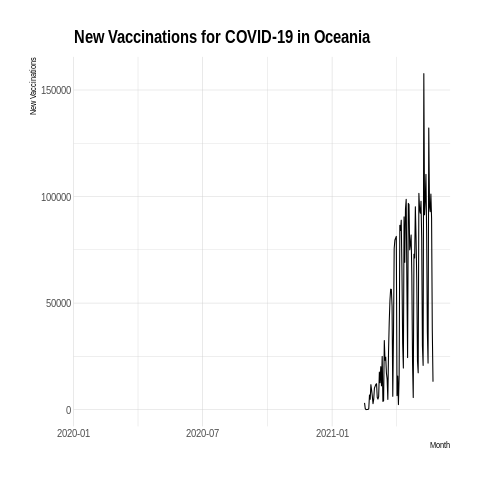 New Vaccinations for COVID-19 in Oceania
New Vaccinations
150000
100000
50000
0
2020-01
2020-07
2021-01
Month